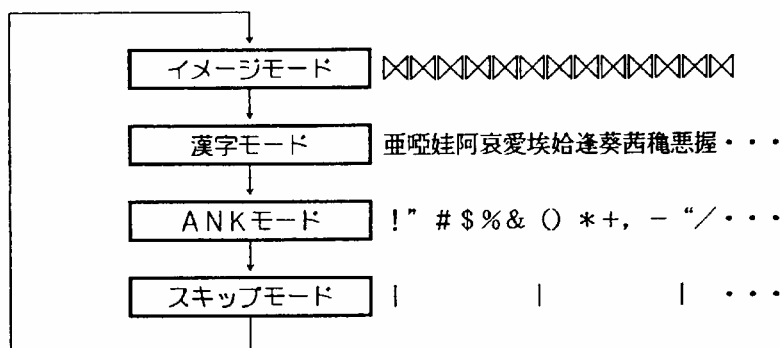 イメージモード
漢字モード 亜唖娃阿哀愛埃姶逢葵茜穐悪握・・・
ANKモード !”#$%&()*+,-“/・・・
スキップモード | | | ・・・